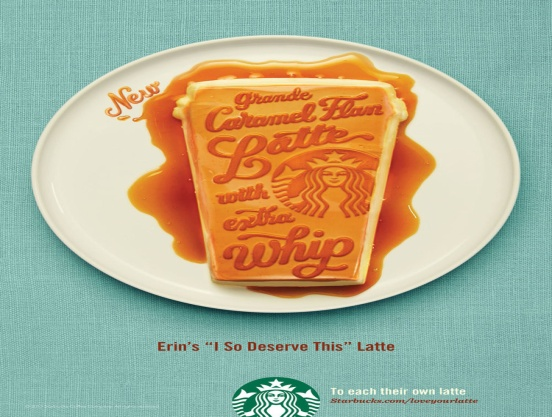 New
Grande
Caramel Flan
Latte
with
extra
Whip
Erin's "I So Deserve This" Latte
To each their own latte
Starbucks.com/loveyourlatte